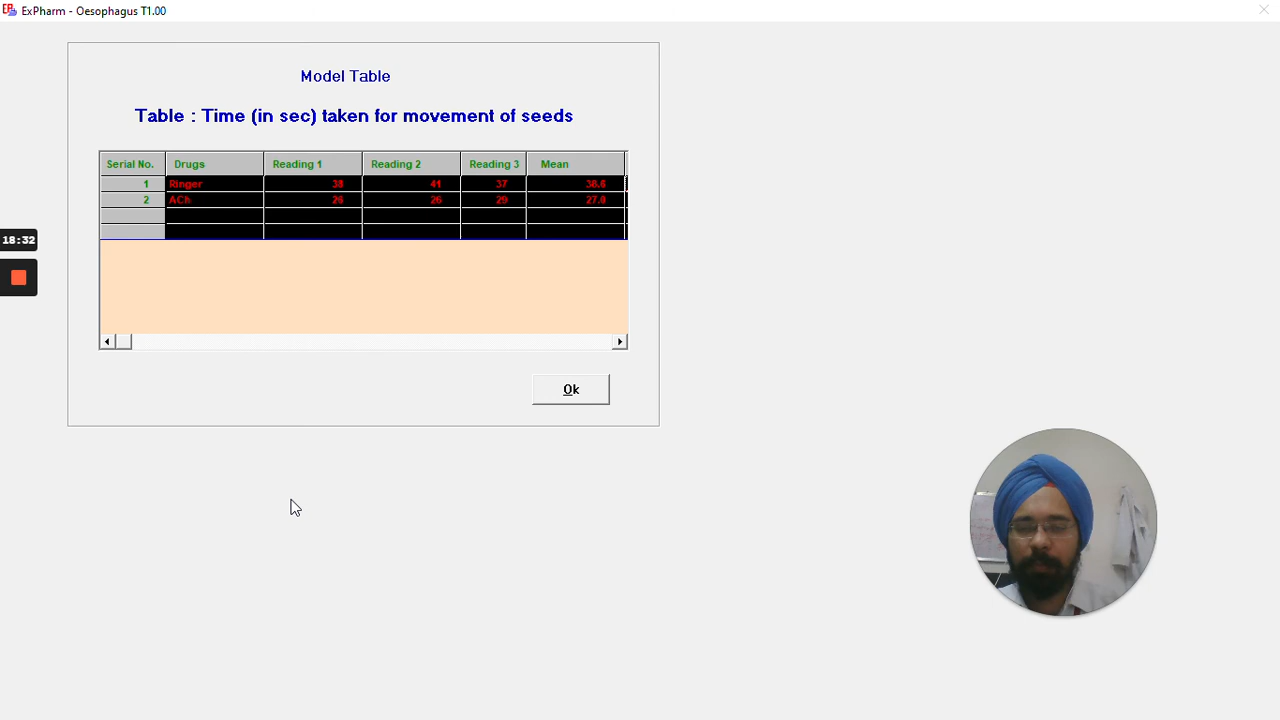 ExPharm - Oesophagus T1.00
Model Table
Table : Time (in sec) taken for movement of seeds
Serial No. Drugs Reading 1 Reading 2 Reading 3 Mean
1 Ringer 38 41 37 38.6
2 ACh 26 26 29 27.0
18:32
Ok